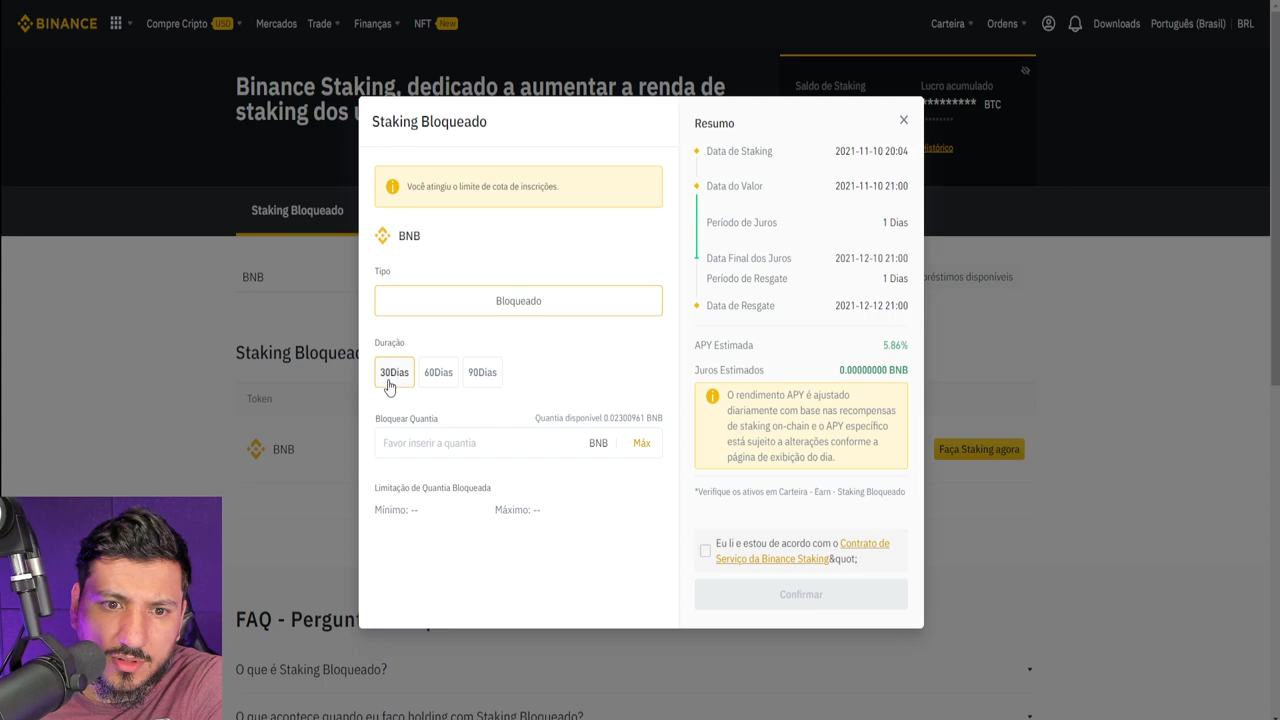 BINANCE
Compre Cripto USD
Mercados
Trade
Finanças
NFT New
Carteira
Ordens
Downloads
Português (Brasil) | BRL
Binance Staking, dedicado a aumentar a renda de
staking dos
Saldo de Staking
Lucro acumulado
********* BTC
Histórico
Staking Bloqueado
BNB
préstimos disponíveis
Staking Bloquead
Token
BNB
Faça Staking agora
FAQ - Pergunt
O que é Staking Bloqueado?
O que acontece quando eu faço holding com Staking Bloqueado?
Staking Bloqueado
Você atingiu o limite de cota de inscrições.
BNB
Tipo
Bloqueado
Duração
30Dias 60Dias 90Dias
Bloquear Quantia
Quantia disponível 0.02300961 BNB
Favor inserir a quantia BNB Máx
Limitação de Quantia Bloqueada
Mínimo: -- Máximo: --
Resumo
Data de Staking 2021-11-10 20:04
Data do Valor 2021-11-10 21:00
Período de Juros 1 Dias
Data Final dos Juros 2021-12-10 21:00
Período de Resgate 1 Dias
Data de Resgate 2021-12-12 21:00
APY Estimada 5.86%
Juros Estimados 0.00000000 BNB
O rendimento APY é ajustado
diariamente com base nas recompensas
de staking on-chain e o APY específico
está sujeito a alterações conforme a
página de exibição do dia.
*Verifique os ativos em Carteira - Earn - Staking Bloqueado
Eu li e estou de acordo com o Contrato de
Serviço da Binance Staking&quot;
Confirmar